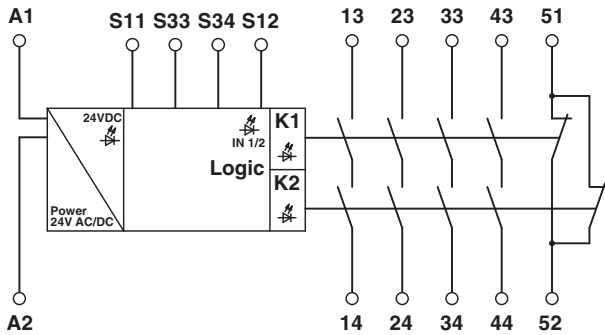 A1 S11 S33 S34 S12 13 23 33 43 51
24VDC
K1
IN 1/2
Logic
K2
Power
24V AC/DC
A2 14 24 34 44 52